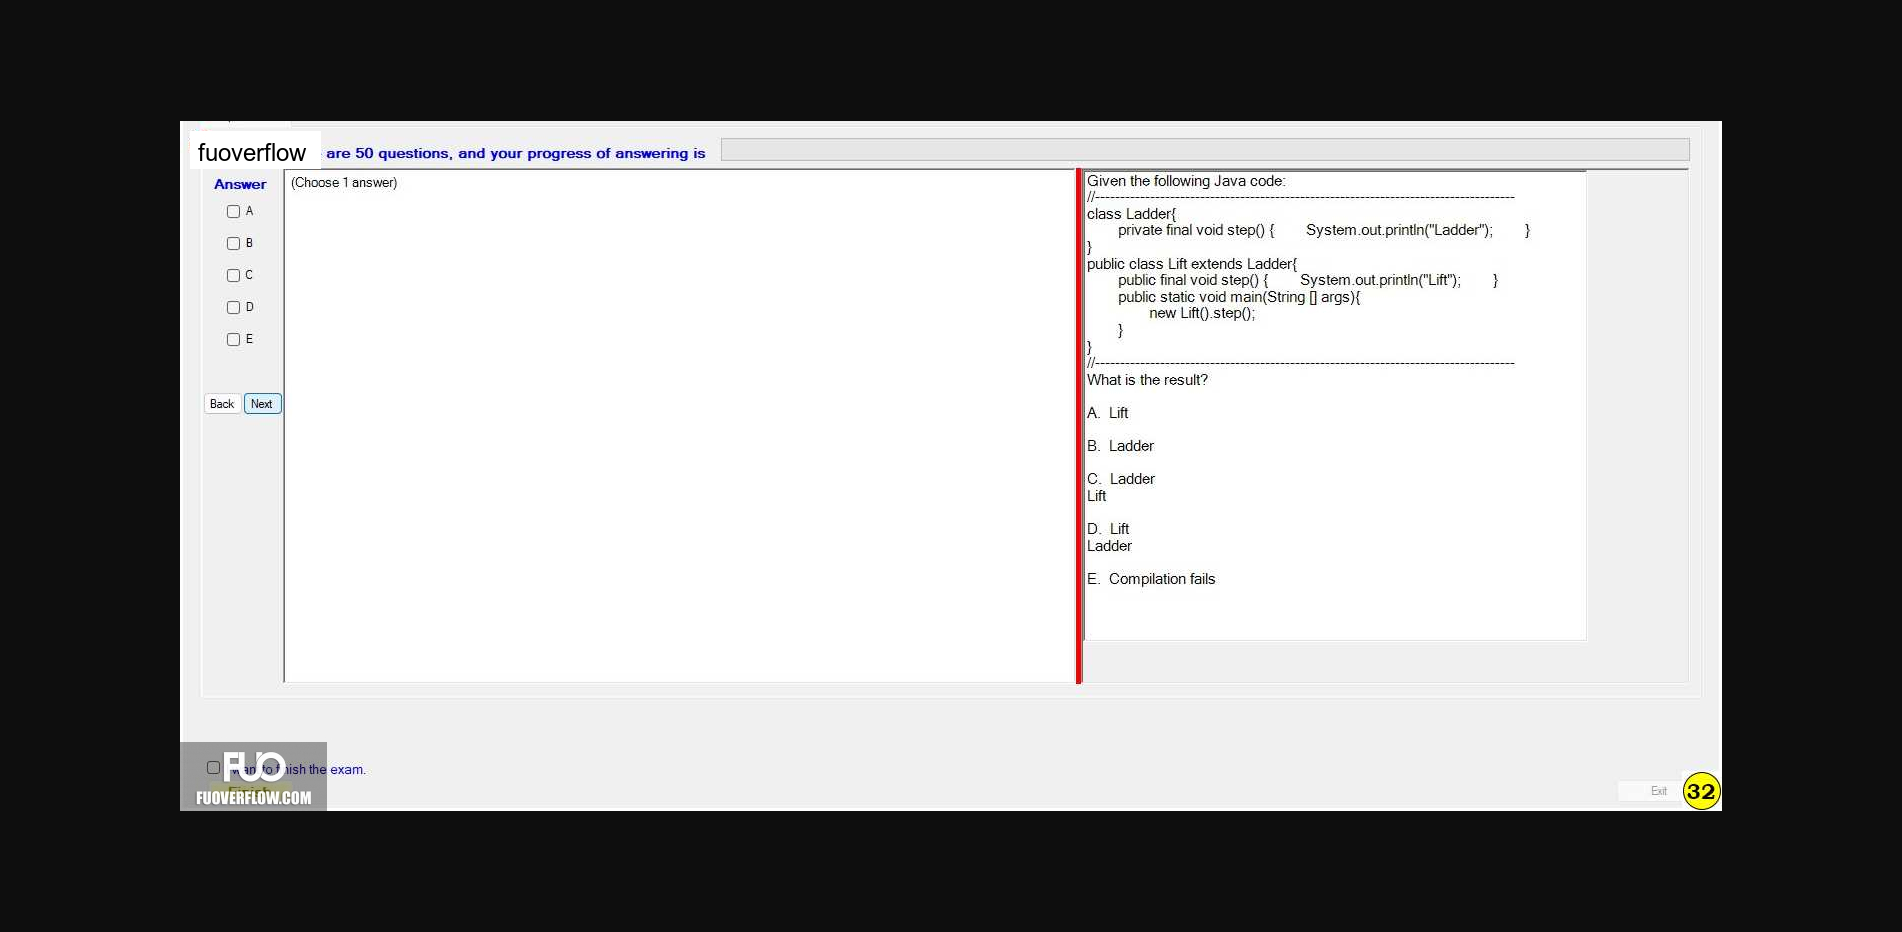 fuoverflow are 50 questions, and your progress of answering is
Answer
(Choose 1 answer)
A
B
C
D
E
Back Next
Given the following Java code:
//------------------------------------------------------------------------------------
class Ladder{
private final void step() { System.out.println("Ladder"); }
}
public class Lift extends Ladder{
public final void step() { System.out.println("Lift"); }
public static void main(String [] args){
new Lift().step();
}
}
//------------------------------------------------------------------------------------
What is the result?
A. Lift
B. Ladder
C. Ladder
Lift
D. Lift
Ladder
E. Compilation fails
FUO
want to finish the exam.
Finish
FUOVERFLOW.COM
Exit
32